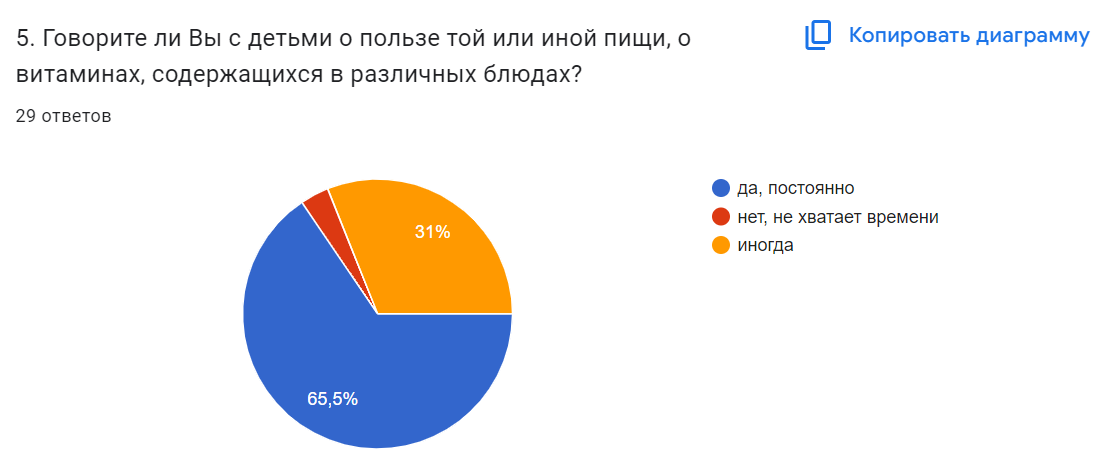 5. Говорите ли Вы с детьми о пользе той или иной пищи, о
витаминах, содержащихся в различных блюдах?
Копировать диаграмму
29 ответов
да, постоянно
нет, не хватает времени
иногда
31%
65,5%